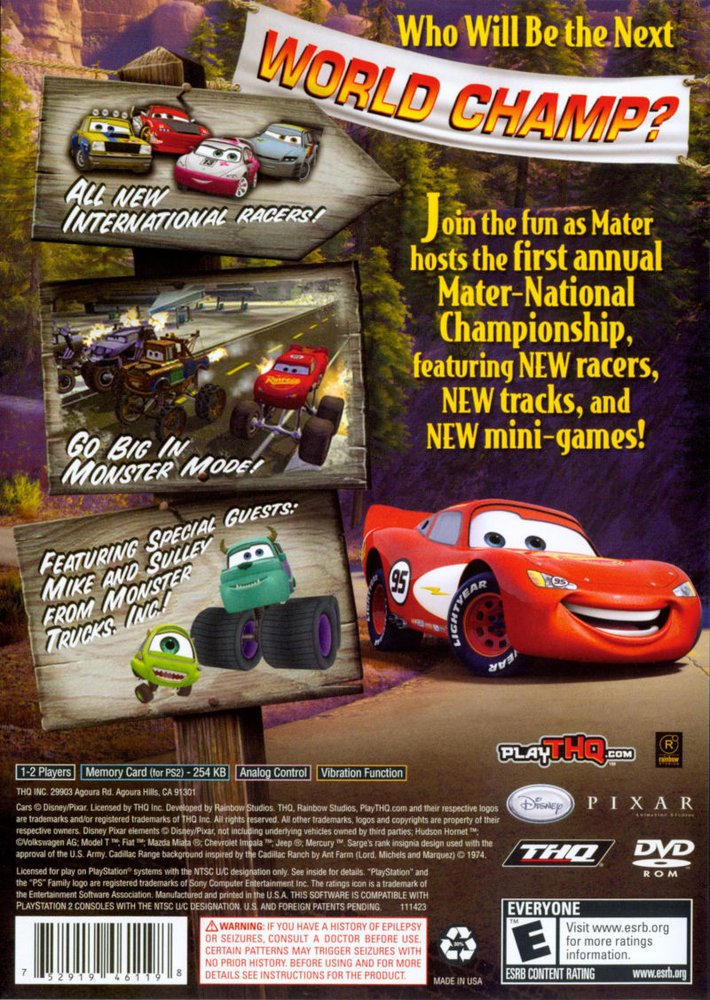 Who Will Be the Next
WORLD CHAMP?
ALL NEW
INTERNATIONAL RACERS!
Join the fun as Mater
hosts the first annual
Mater-National
Championship,
featuring NEW racers,
NEW tracks, and
NEW mini-games!
GO BIG IN
MONSTER MODE!
FEATURING SPECIAL GUESTS:
MIKE AND SULLEY
FROM MONSTER
TRUCKS, INC.!
95
95
LIGHTYEAR
PLAYTHQ.COM
R
rainbow
1-2 Players
Memory Card (for PS2) - 254 KB
Analog Control
Vibration Function
THQ INC. 29903 Agoura Rd. Agoura Hills, CA 91301
Cars © Disney/Pixar. Licensed by THQ Inc. Developed by Rainbow Studios. THQ, Rainbow Studios, PlayTHQ.com and their respective logos
are trademarks and/or registered trademarks of THQ Inc. All rights reserved. All other trademarks, logos and copyrights are property of their
respective owners. Disney Pixar elements © Disney/Pixar, not including underlying vehicles owned by third parties; Hudson Hornet ™;
©Volkswagen AG; Model T ™; Fiat ™; Mazda Miata ®; Chevrolet Impala ™; Jeep ®; Mercury ™. Sarge's rank insignia design used with the
approval of the U.S. Army. Cadillac Range background inspired by the Cadillac Ranch by Ant Farm (Lord, Michels and Marquez) © 1974.
Licensed for play on PlayStation® systems with the NTSC U/C designation only. See inside for details. "PlayStation" and
the "PS" Family logo are registered trademarks of Sony Computer Entertainment Inc. The ratings icon is a trademark of
the Entertainment Software Association. Manufactured and printed in the U.S.A. THIS SOFTWARE IS COMPATIBLE WITH
PLAYSTATION 2 CONSOLES WITH THE NTSC U/C DESIGNATION. U.S. AND FOREIGN PATENTS PENDING. 111423
Disney
PIXAR
ANIMATION STUDIOS
THQ
DVD
ROM
7 52919 46119 8
WARNING: IF YOU HAVE A HISTORY OF EPILEPSY
OR SEIZURES, CONSULT A DOCTOR BEFORE USE.
CERTAIN PATTERNS MAY TRIGGER SEIZURES WITH
NO PRIOR HISTORY. BEFORE USING AND FOR MORE
DETAILS SEE INSTRUCTIONS FOR THE PRODUCT.
MADE IN USA
EVERYONE
E
Visit www.esrb.org
for more ratings
information.
ESRB CONTENT RATING
www.esrb.org